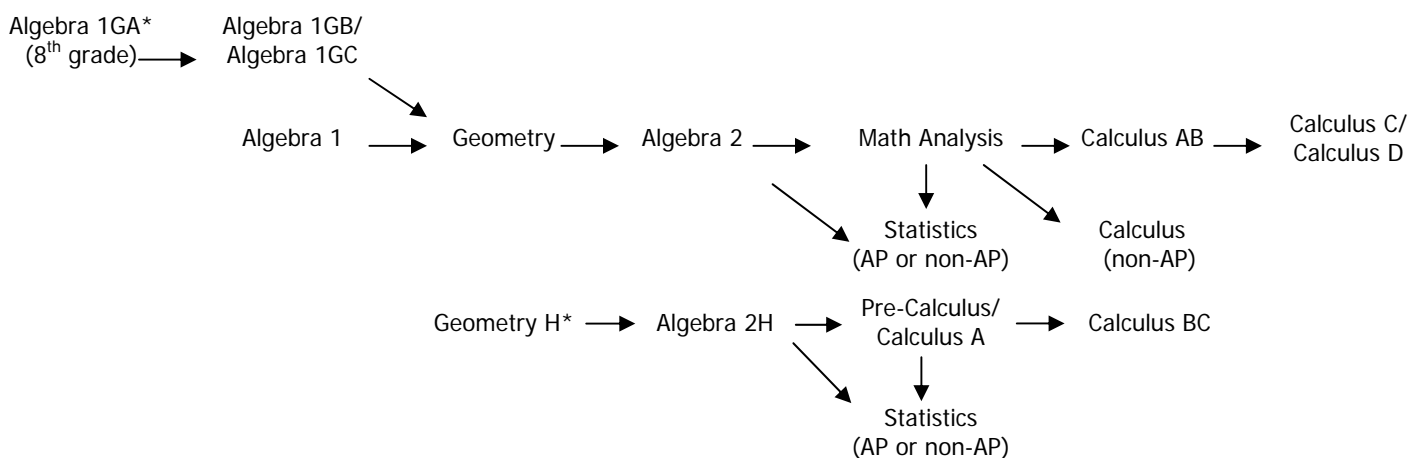 Algebra 1GA*
(8th grade)
Algebra 1GB/
Algebra 1GC
Algebra 1
Geometry
Algebra 2
Math Analysis
Calculus AB
Calculus C/
Calculus D
Statistics
(AP or non-AP)
Calculus
(non-AP)
Geometry H*
Algebra 2H
Pre-Calculus/
Calculus A
Calculus BC
Statistics
(AP or non-AP)